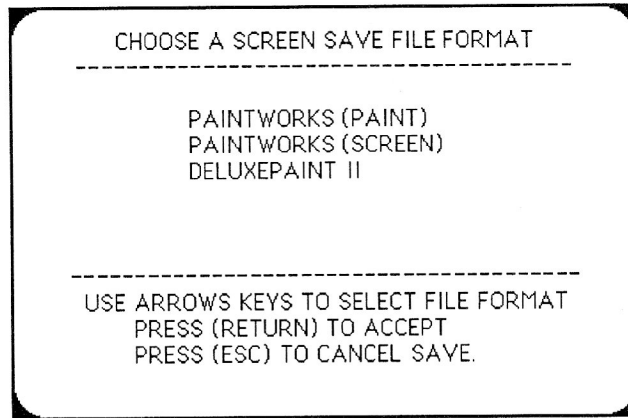 CHOOSE A SCREEN SAVE FILE FORMAT
PAINTWORKS (PAINT)
PAINTWORKS (SCREEN)
DELUXEPAINT II
USE ARROWS KEYS TO SELECT FILE FORMAT
PRESS (RETURN) TO ACCEPT
PRESS (ESC) TO CANCEL SAVE.